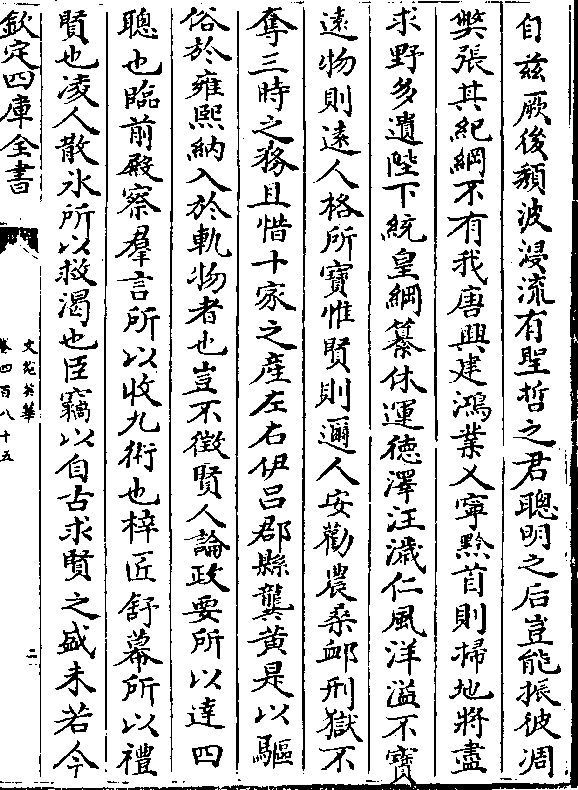 自兹厥後頽波浸流有聖哲之君聰明之后豈能振彼凋
弊張其紀綱不有我唐興建鴻業乂寧黔首則掃地將盡
求野多遺陛下統皇綱纂休運德澤汪濊仁風洋溢不寶
遠物則遠人格所寶惟賢則邇人安勸農桑䘏刑獄不
奪三時之務且惜十家之產左右伊吕郡縣龔黄是以驅
俗於雍熙納入於軌物者也豈不徴賢人論政要所以達四
聰也臨前殿察羣言所以收九術也梓匠舒幕所以禮
賢也凌人散氷所以救渇也臣竊以自古求賢之盛未若今
欽定四庫全書
文苑英華
卷四百八十五
二